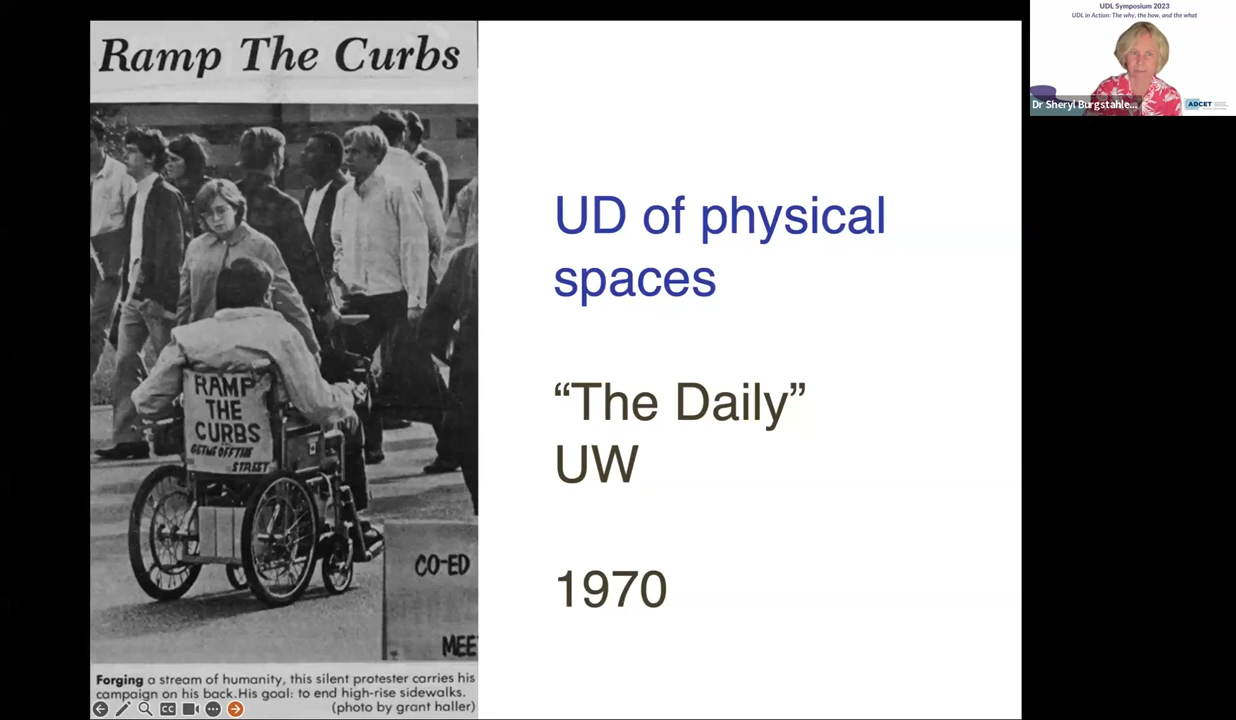 Ramp The Curbs
RAMP
THE
CURBS
GET ME OFF THE
STREET
CO-ED
MEE
Forging a stream of humanity, this silent protester carries his
campaign on his back. His goal: to end high-rise sidewalks.
(photo by grant haller)
CC
UD of physical
spaces
“The Daily”
UW
1970
UDL Symposium 2023
UDL in Action: The why, the how, and the what
Dr Sheryl Burgstahle...
ADCET